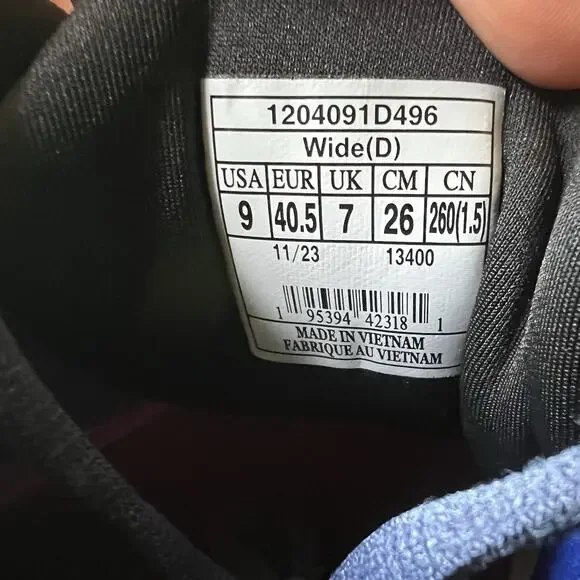 1204091D496
Wide(D)
USA EUR UK CM CN
9 40.5 7 26 260(1.5)
11/23 13400
1 95394 42318 1
MADE IN VIETNAM
FABRIQUE AU VIETNAM